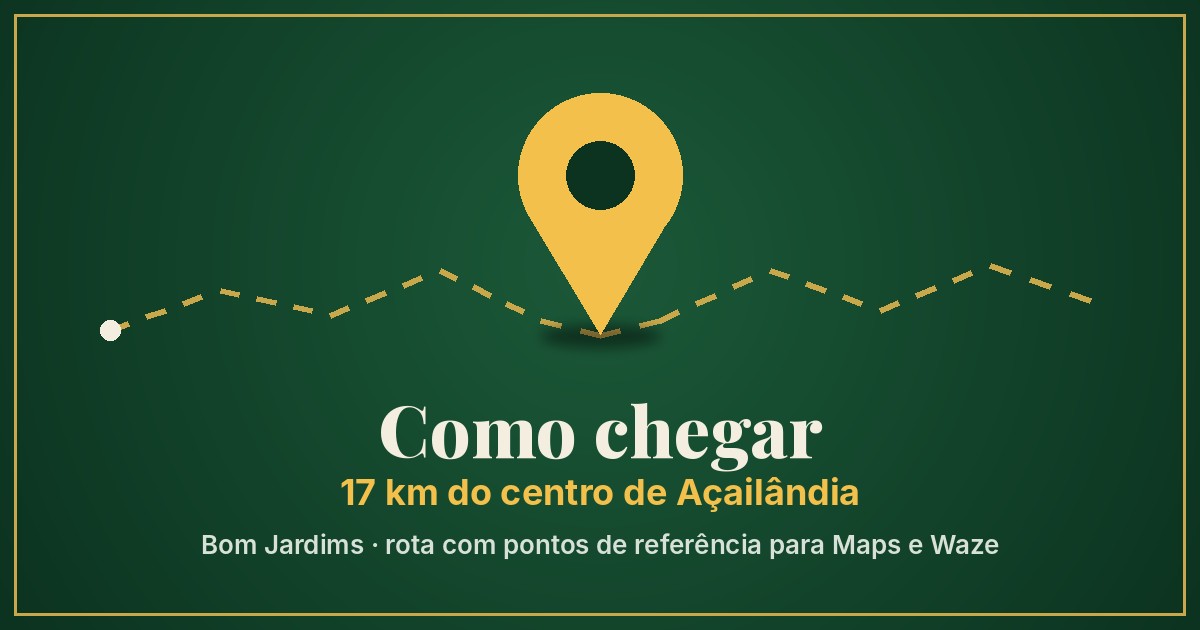 Como chegar
17 km do centro de Açailândia
Bom Jardims · rota com pontos de referência para Maps e Waze